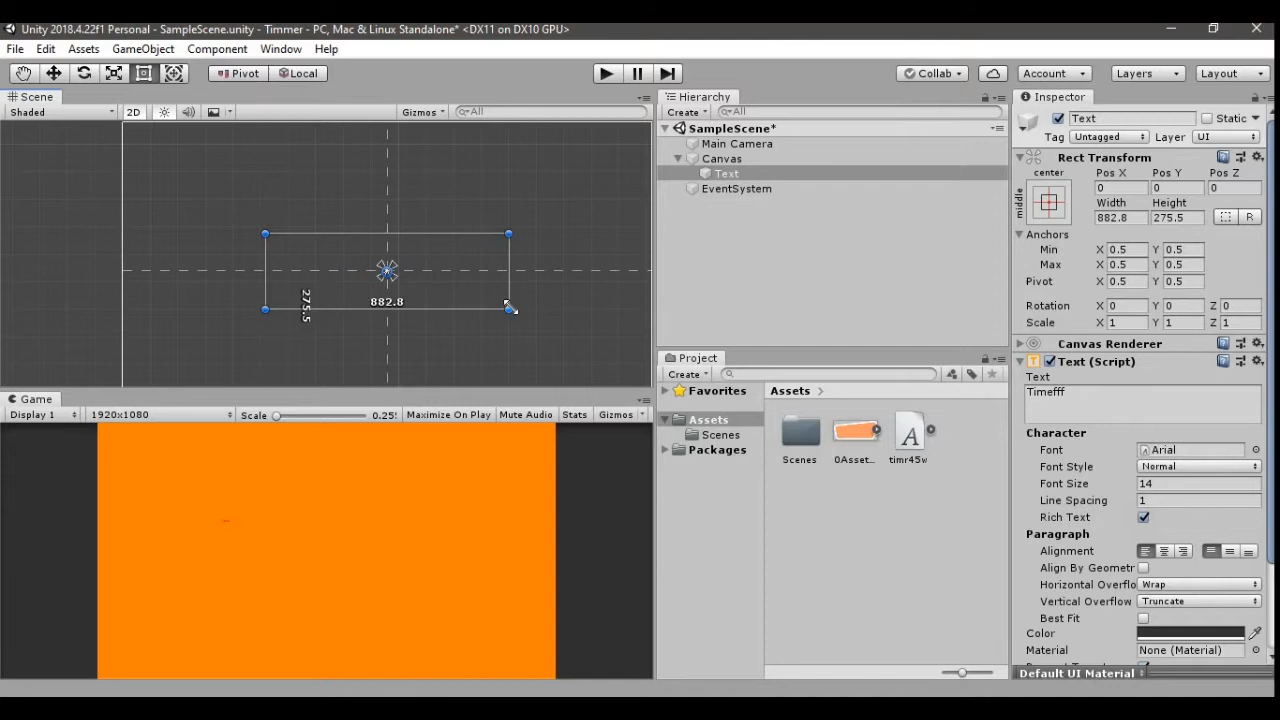 Unity 2018.4.22f1 Personal - SampleScene.unity - Timmer - PC, Mac & Linux Standalone* <DX11 on DX10 GPU>
File Edit Assets GameObject Component Window Help
Pivot Local Collab Account Layers Layout
Scene
Shaded 2D Gizmos All
882.8
275.5
Game
Display 1 1920x1080 Scale 0.25 Maximize On Play Mute Audio Stats Gizmos
Hierarchy
Create All
SampleScene*
Main Camera
Canvas
Text
EventSystem
Project
Create
Favorites
Assets
Scenes
Packages
Assets
Scenes 0Asset... timr45w
A
Inspector
Text Static
Tag Untagged Layer UI
Rect Transform
center
middle
Pos X Pos Y Pos Z
0 0 0
Width Height
882.8 275.5 R
Anchors
Min X 0.5 Y 0.5
Max X 0.5 Y 0.5
Pivot X 0.5 Y 0.5
Rotation X 0 Y 0 Z 0
Scale X 1 Y 1 Z 1
Canvas Renderer
T Text (Script)
Text
Timefff
Character
Font Arial
Font Style Normal
Font Size 14
Line Spacing 1
Rich Text
Paragraph
Alignment
Align By Geometr
Horizontal Overflo Wrap
Vertical Overflow Truncate
Best Fit
Color
Material None (Material)
Default UI Material